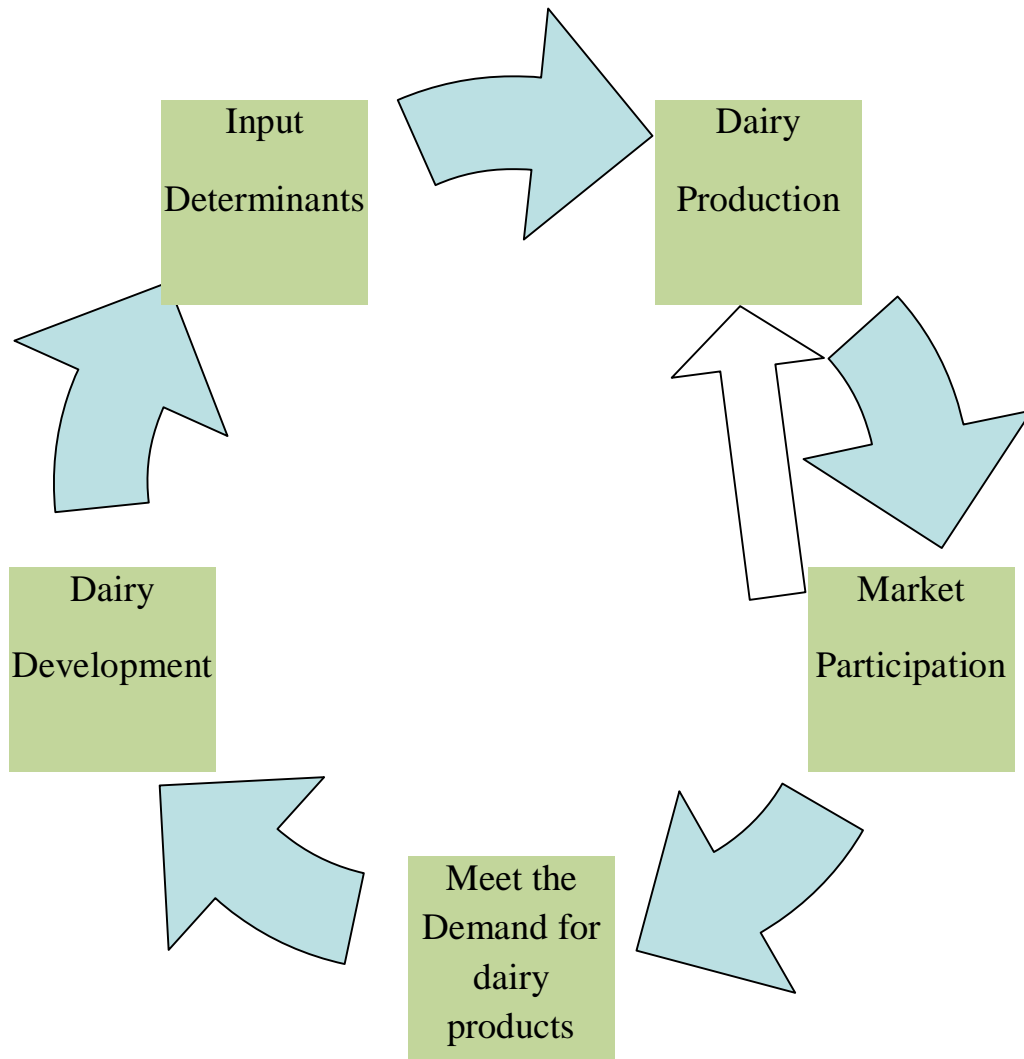 Input
Determinants
Dairy
Production
Market
Participation
Meet the
Demand for
dairy
products
Dairy
Development